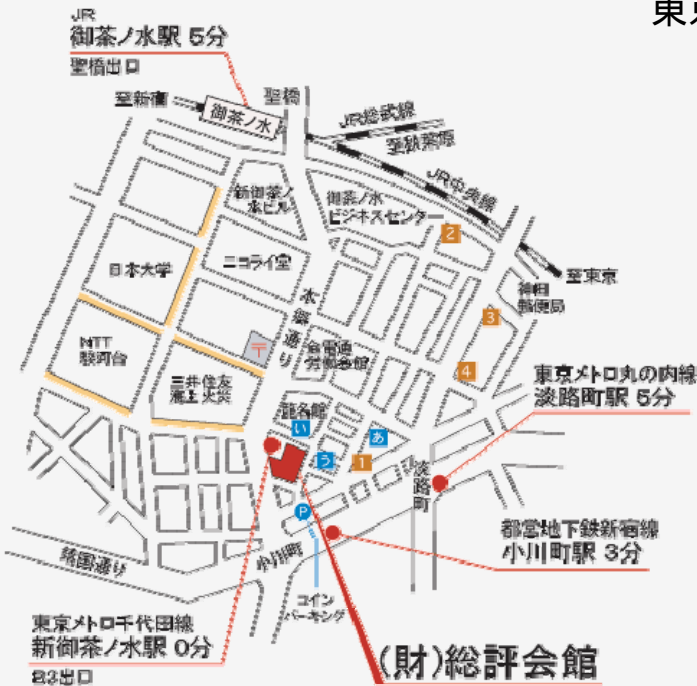 東京
JR
御茶ノ水駅 5分
聖橋出口
至新宿
御茶ノ水
聖橋
JR総武線
至秋葉原
JR中央線
至東京
新御茶ノ
水ビル
御茶ノ水
ビジネスセンター
2
日本大学
ニコライ堂
本郷通り
神田
郵便局
3
NTT
駿河台
〒
全電通
労働会館
4
三井住友
海上火災
龍名館
い
あ
う
1
東京メトロ丸の内線
淡路町駅 5分
淡路町
P
都営地下鉄新宿線
小川町駅 3分
靖国通り
小川町
コイン
パーキング
東京メトロ千代田線
新御茶ノ水駅 0分
B3出口
(財)総評会館